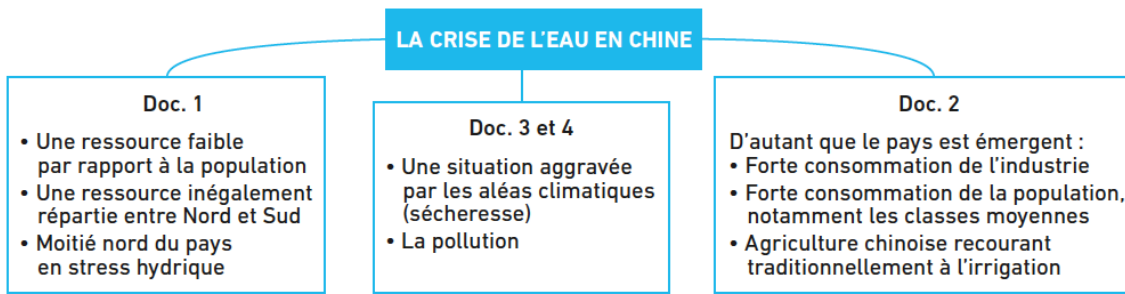 LA CRISE DE L'EAU EN CHINE
Doc. 1
• Une ressource faible
par rapport à la population
• Une ressource inégalement
répartie entre Nord et Sud
• Moitié nord du pays
en stress hydrique
Doc. 3 et 4
• Une situation aggravée
par les aléas climatiques
(sécheresse)
• La pollution
Doc. 2
D'autant que le pays est émergent :
• Forte consommation de l'industrie
• Forte consommation de la population,
notamment les classes moyennes
• Agriculture chinoise recourant
traditionnellement à l'irrigation